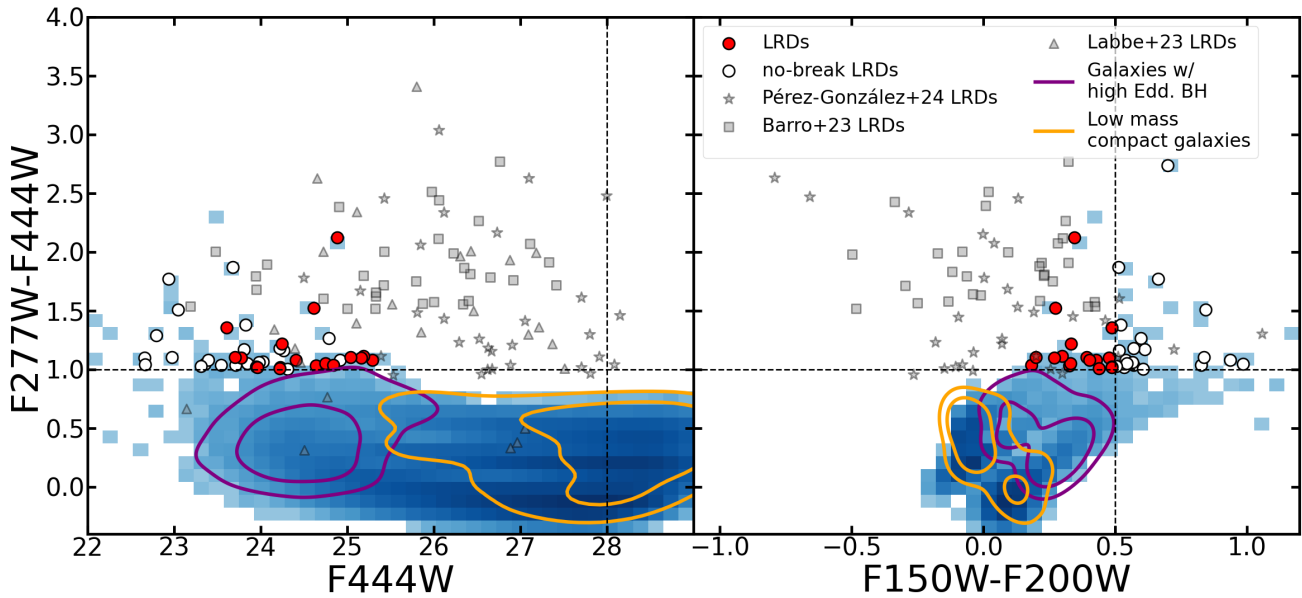 4.0
3.5
3.0
2.5
2.0
1.5
1.0
0.5
0.0
F277W-F444W
22 23 24 25 26 27 28
F444W
LRDs
no-break LRDs
Pérez-González+24 LRDs
Barro+23 LRDs
Labbe+23 LRDs
Galaxies w/
high Edd. BH
Low mass
compact galaxies
−1.0 −0.5 0.0 0.5 1.0
F150W-F200W